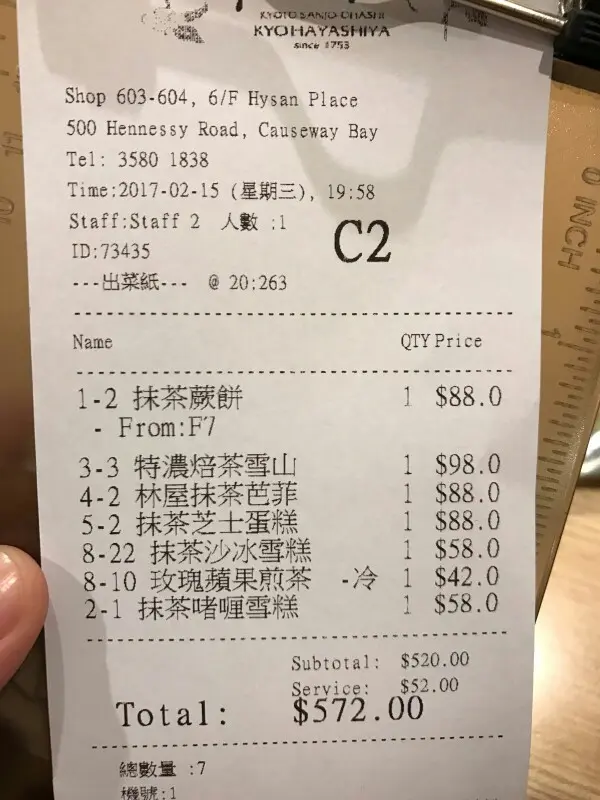 KYOTO SANJO OHASHI
KYO HAYASHIYA
since 1753
Shop 603-604, 6/F Hysan Place
500 Hennessy Road, Causeway Bay
Tel: 3580 1838
Time:2017-02-15 (星期三), 19:58
Staff:Staff 2 人數 :1
C2
ID:73435
---出菜紙--- @ 20:263
Name QTY Price
1-2 抹茶蕨餅 1 $88.0
- From:F7
3-3 特濃焙茶雪山 1 $98.0
4-2 林屋抹茶芭菲 1 $88.0
5-2 抹茶芝士蛋糕 1 $88.0
8-22 抹茶沙冰雪糕 1 $58.0
8-10 玫瑰蘋果煎茶 -冷 1 $42.0
2-1 抹茶啫喱雪糕 1 $58.0
Subtotal: $520.00
Service: $52.00
Total: $572.00
總數量 :7
機號:1
INCH